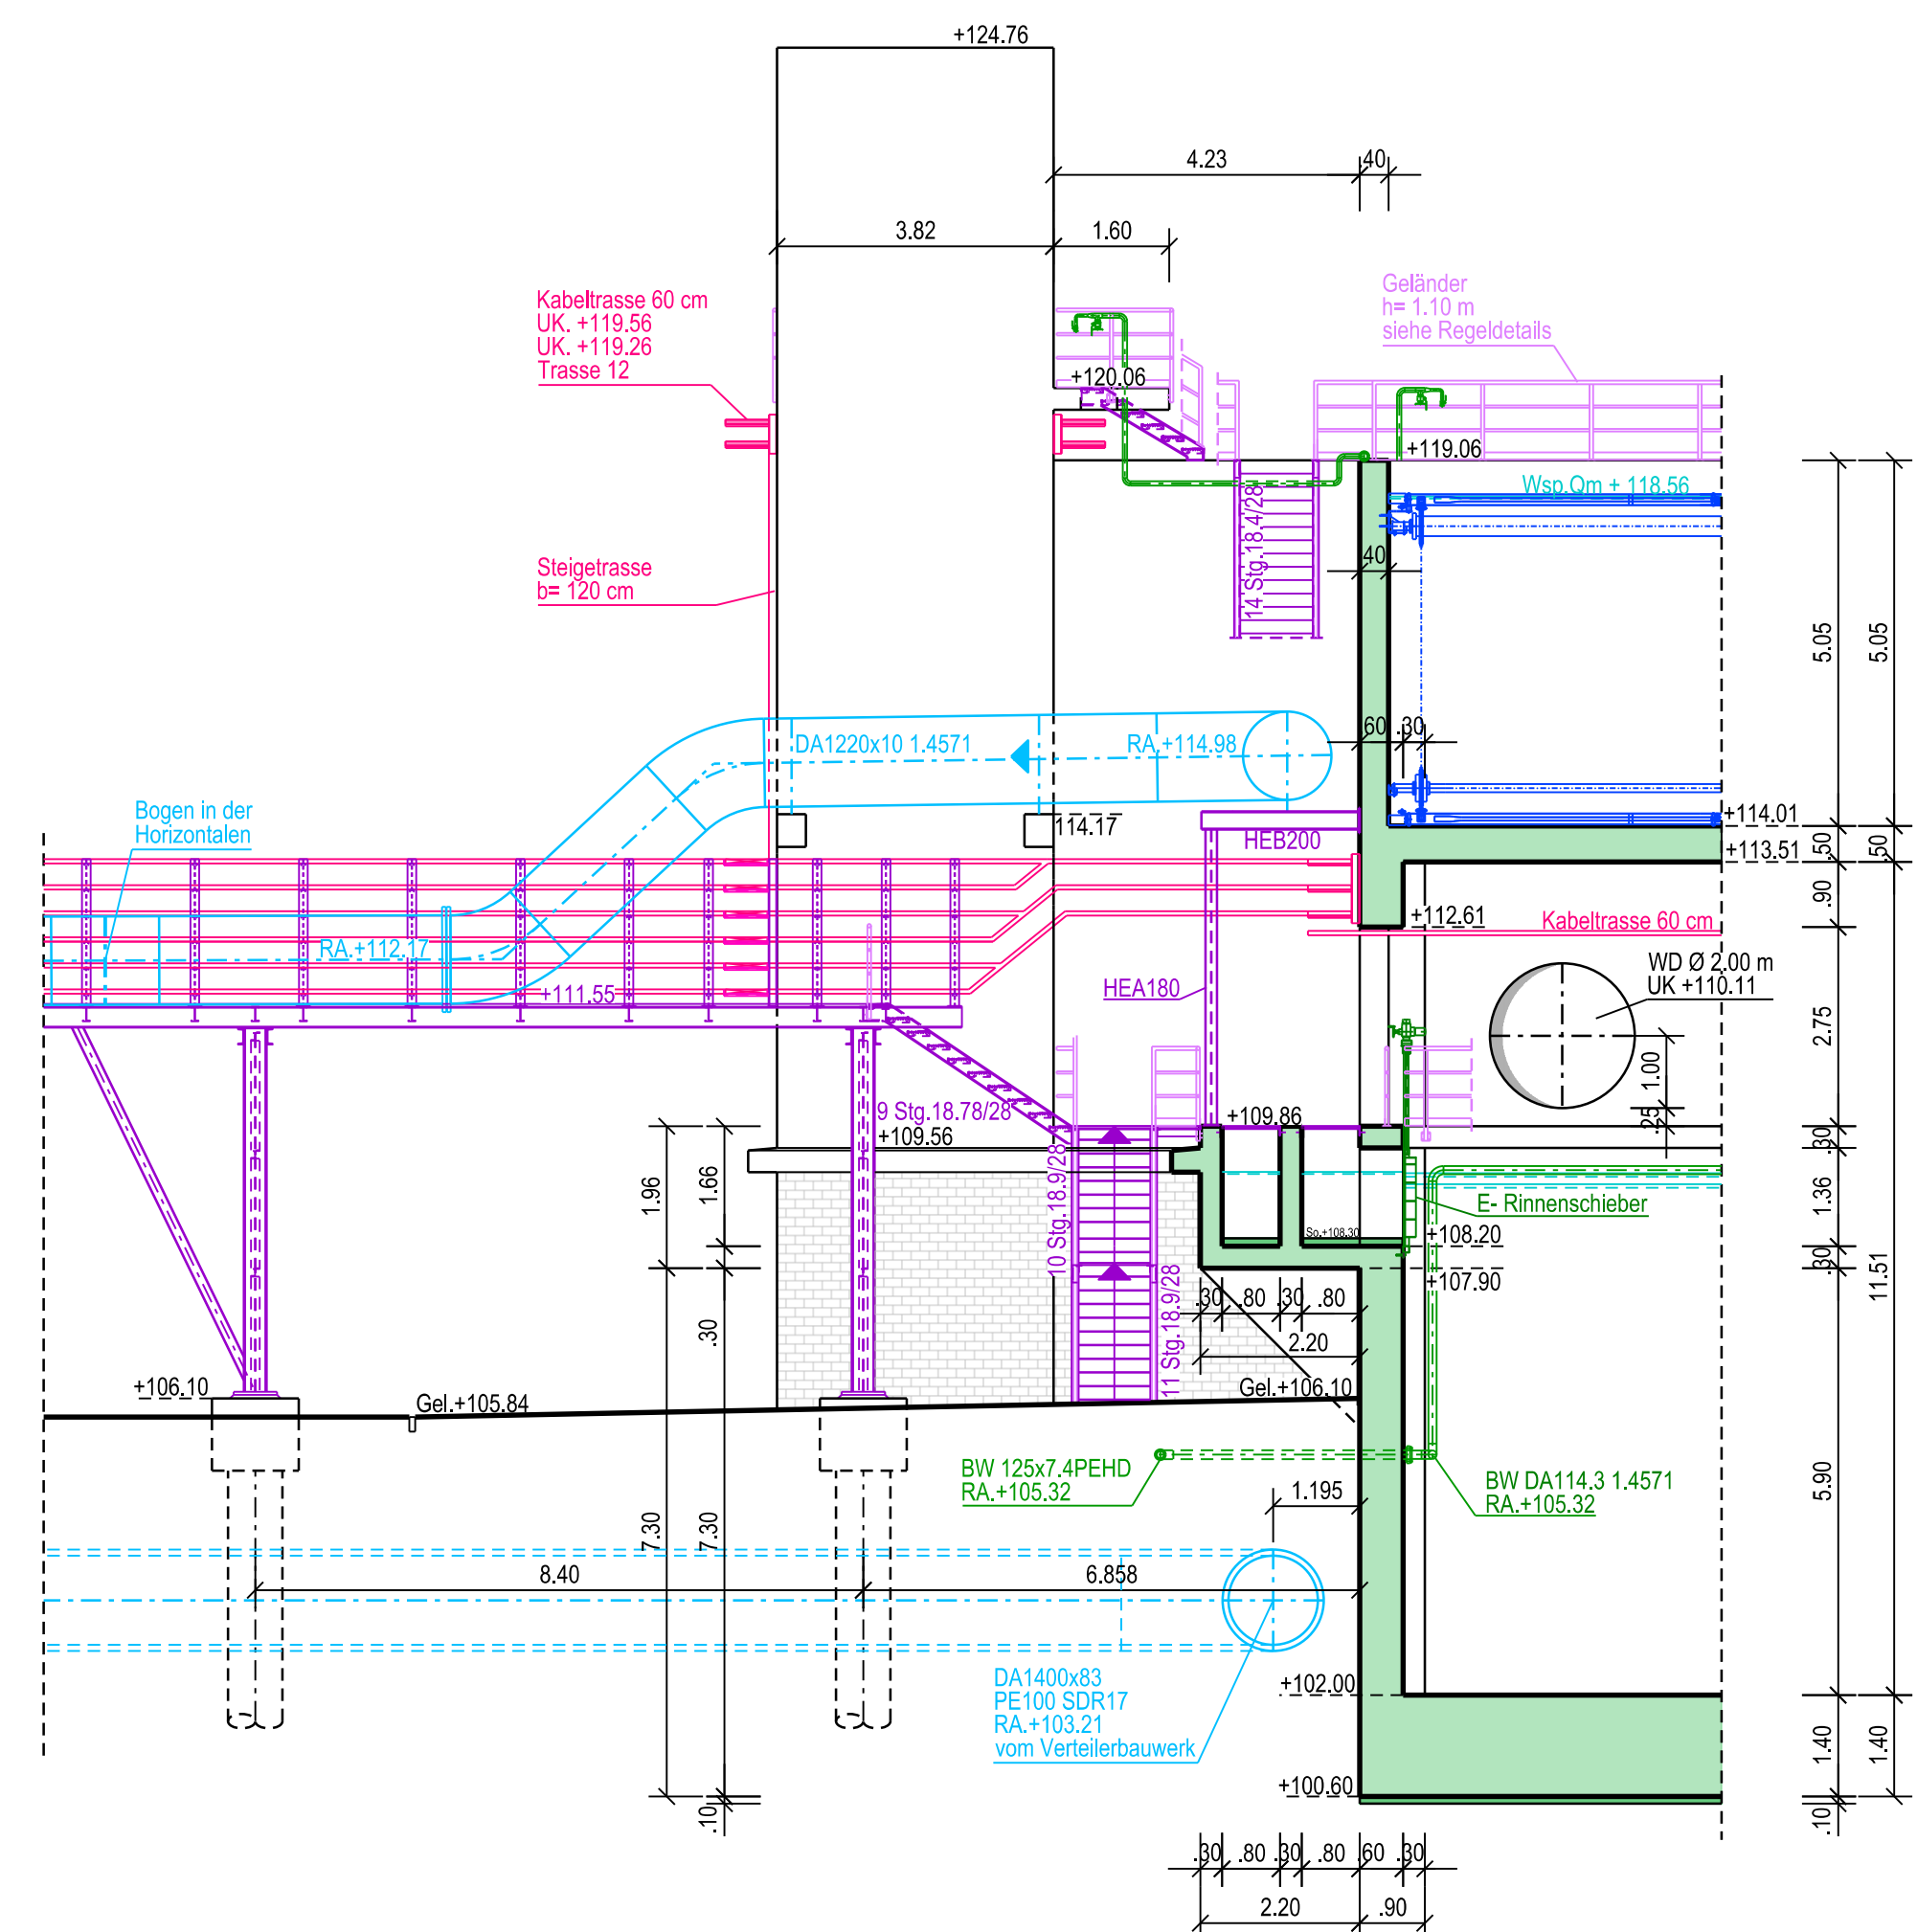 +124.76
4.23
.40
3.82
1.60
Kabeltrasse 60 cm
UK. +119.56
UK. +119.26
Trasse 12
Geländer
h= 1.10 m
siehe Regeldetails
+120.06
+119.06
Wsp.Qm + 118.56
14 Stg.18.4/28
.40
Steigetrasse
b= 120 cm
5.05
5.05
.60
.30
DA1220x10 1.4571
RA.+114.98
Bogen in der
Horizontalen
114.17
HEB200
+114.01
+113.51
.50
.50
.90
+112.61
Kabeltrasse 60 cm
RA.+112.17
WD Ø 2.00 m
UK +110.11
+111.55
HEA180
2.75
1.00
.25
9 Stg.18.78/28
+109.56
+109.86
.30
1.96
1.66
10 Stg.18.9/28
1.36
E- Rinnenschieber
So.+108.30
+108.20
.30
+107.90
11.51
11 Stg.18.9/28
.30
.80
.30
.80
.30
2.20
+106.10
Gel.+105.84
Gel.+106.10
BW 125x7.4PEHD
RA.+105.32
BW DA114.3 1.4571
RA.+105.32
5.90
1.195
7.30
7.30
8.40
6.858
DA1400x83
PE100 SDR17
RA.+103.21
vom Verteilerbauwerk
+102.00
1.40
1.40
+100.60
.10
.10
.30
.80
.30
.80
.60
.30
2.20
.90